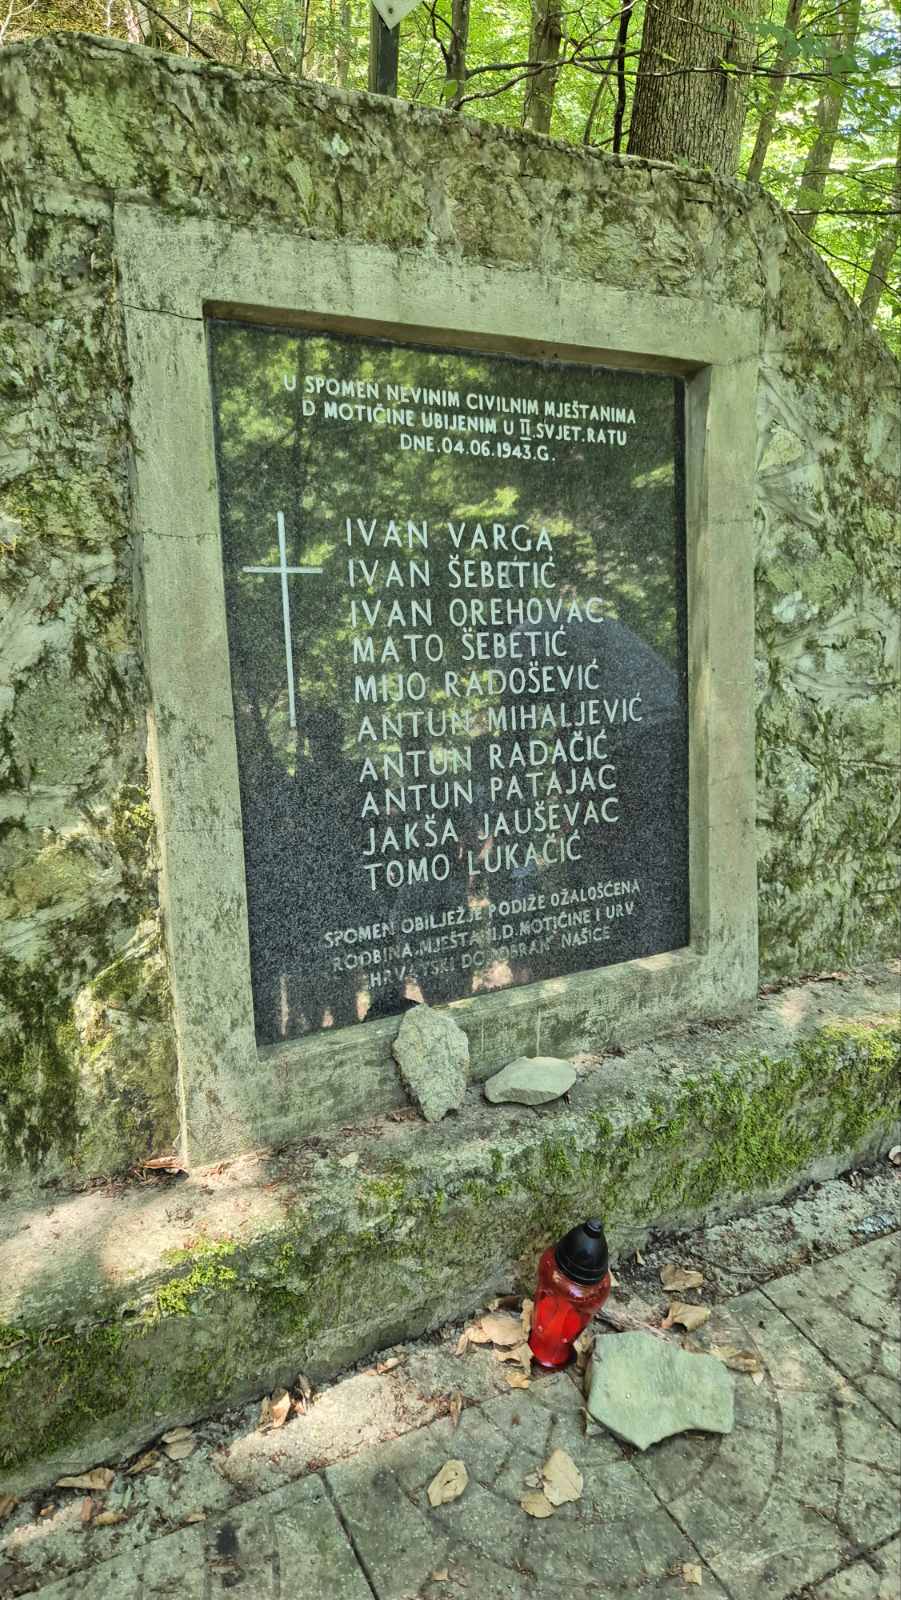 U SPOMEN NEVINIM CIVILNIM MJEŠTANIMA
D MOTIČINE UBIJENIM U II.SVJET.RATU
DNE.04.06.1943.G.
IVAN VARGA
IVAN ŠEBETIĆ
IVAN OREHOVAC
MATO ŠEBETIĆ
MIJO RADOŠEVIĆ
ANTUN MIHALJEVIĆ
ANTUN RADAČIĆ
ANTUN PATAJAC
JAKŠA JAUŠEVAC
TOMO LUKAČIĆ
SPOMEN OBILJEŽJE PODIŽE OŽALOŠĆENA
RODBINA,MJEŠTANI.D.MOTIČINE I URV
HRVATSKI DOMOBRAN" NAŠICE